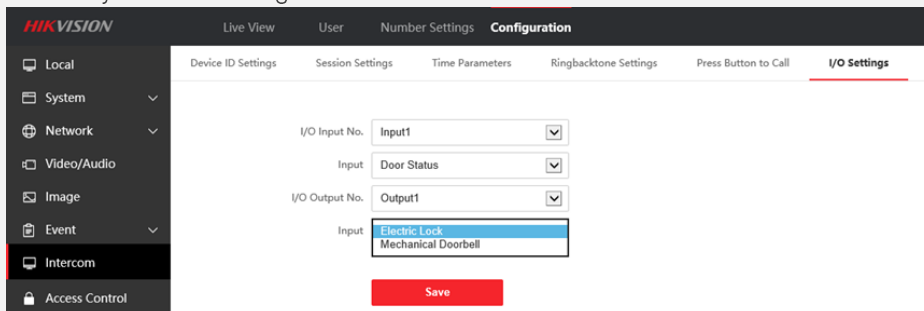 HIKVISION Live View User Number Settings Configuration
Local
Device ID Settings Session Settings Time Parameters Ringbacktone Settings Press Button to Call I/O Settings
System
Network
I/O Input No. Input1
Video/Audio
Input Door Status
Image
I/O Output No. Output1
Event
Input Electric Lock
Mechanical Doorbell
Intercom
Access Control
Save